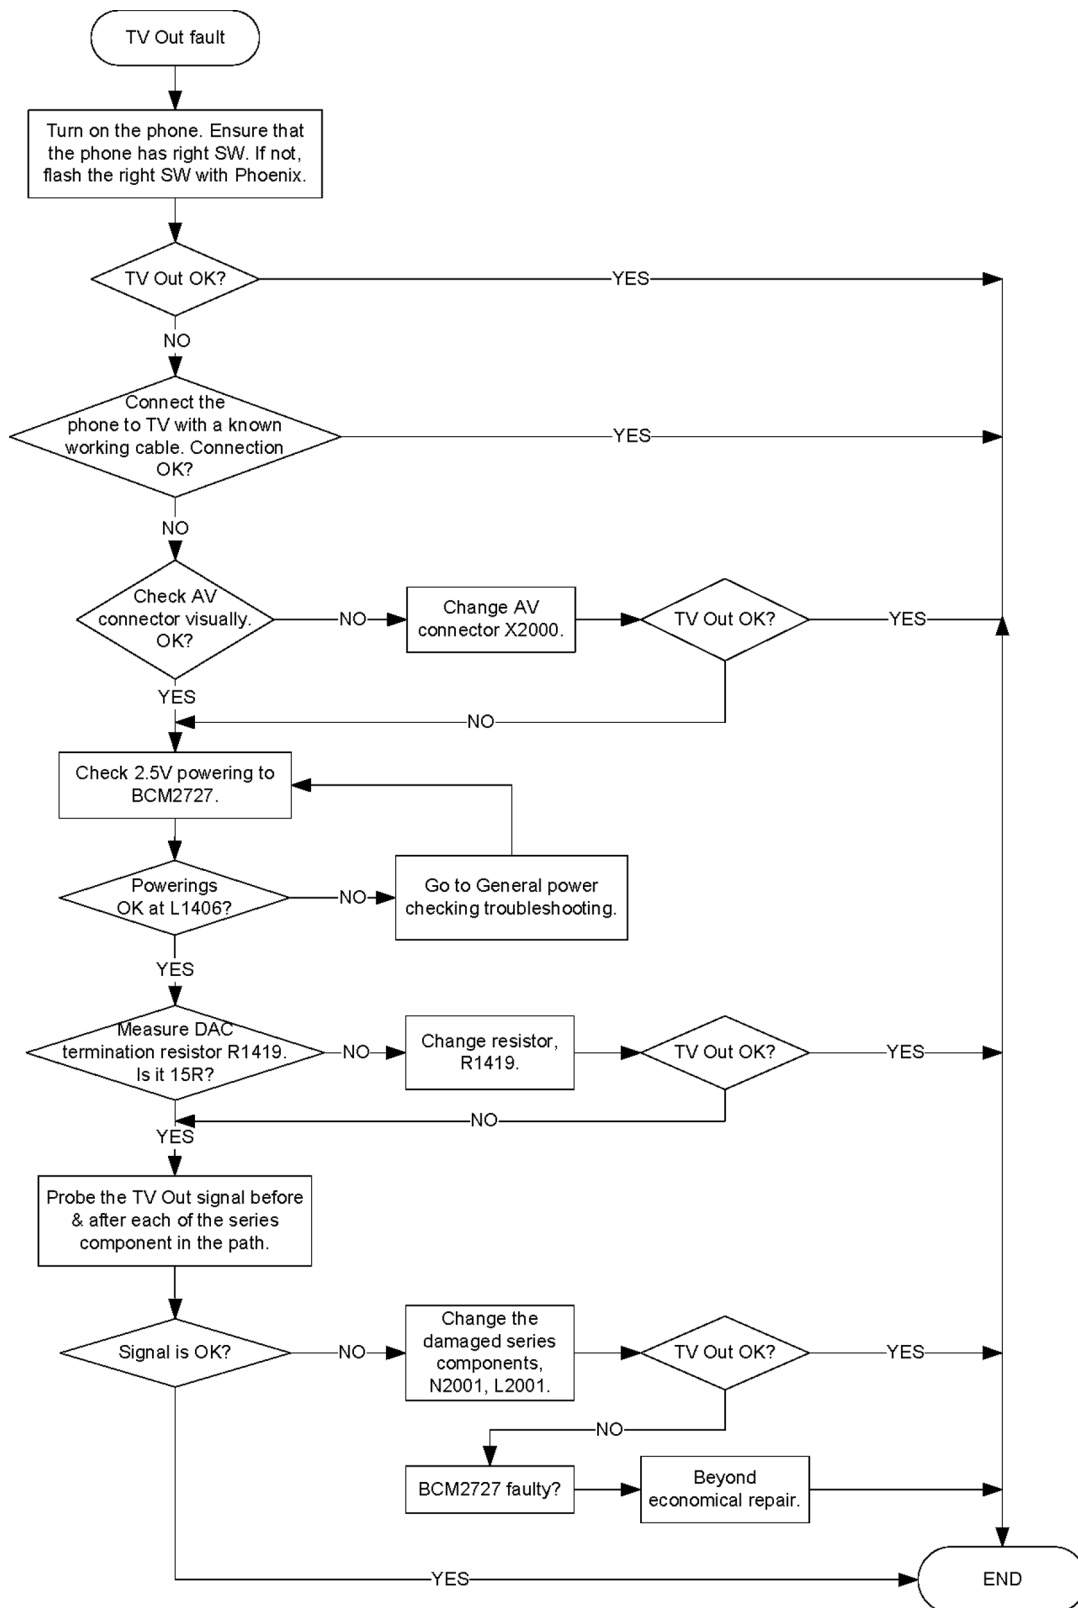 TV Out fault
Turn on the phone. Ensure that
the phone has right SW. If not,
flash the right SW with Phoenix.
TV Out OK?
YES
NO
Connect the
phone to TV with a known
working cable. Connection
OK?
YES
NO
Check AV
connector visually.
OK?
NO
Change AV
connector X2000.
TV Out OK?
YES
YES
NO
Check 2.5V powering to
BCM2727.
Powerings
OK at L1406?
NO
Go to General power
checking troubleshooting.
YES
Measure DAC
termination resistor R1419.
Is it 15R?
NO
Change resistor,
R1419.
TV Out OK?
YES
NO
YES
Probe the TV Out signal before
& after each of the series
component in the path.
Signal is OK?
NO
Change the
damaged series
components,
N2001, L2001.
TV Out OK?
YES
NO
BCM2727 faulty?
Beyond
economical repair.
YES
END